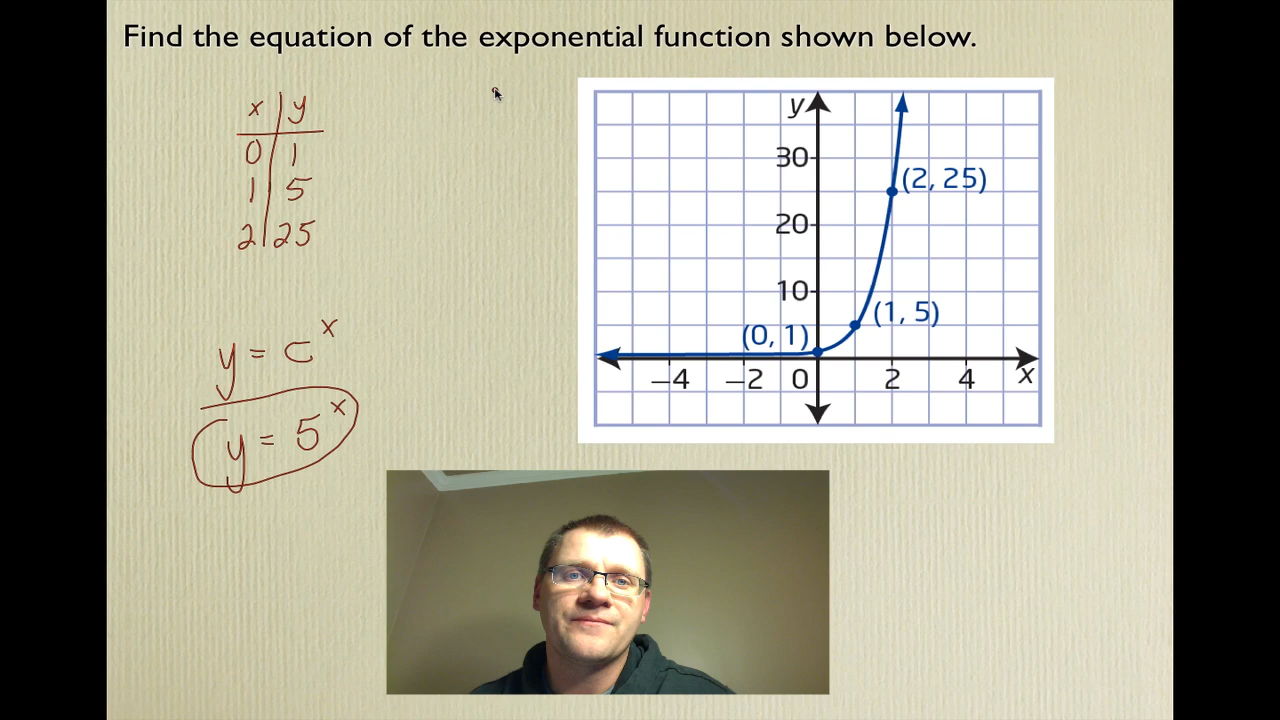 Find the equation of the exponential function shown below.
x y
0 1
1 5
2 25
y = c^x
y = 5^x
y
30
(2, 25)
20
10
(1, 5)
(0, 1)
–4 –2 0 2 4 x